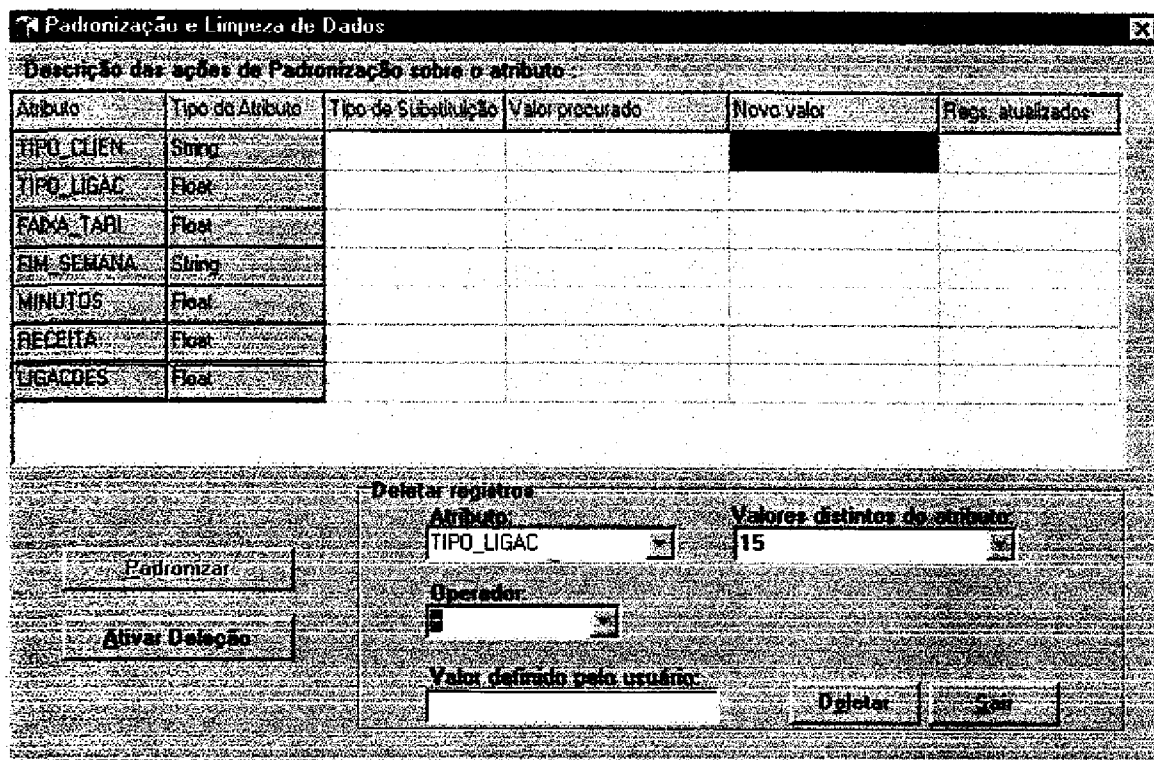 Padronização e Limpeza de Dados
Descrição das ações de Padronização sobre o atributo :
Atributo Tipo do Atributo Tipo de Substituição Valor procurado Novo valor Regs. atualizados
TIPO_CLIEN String
TIPO_LIGAC Float
FAIXA_TARI Float
FIM_SEMANA String
MINUTOS Float
RECEITA Float
LIGACOES Float
Deletar registros
Atributo: Valores distintos do atributo:
TIPO_LIGAC 15
Padronizar
Operador:
Ativar Deleção
Valor definido pelo usuário:
Deletar Sair